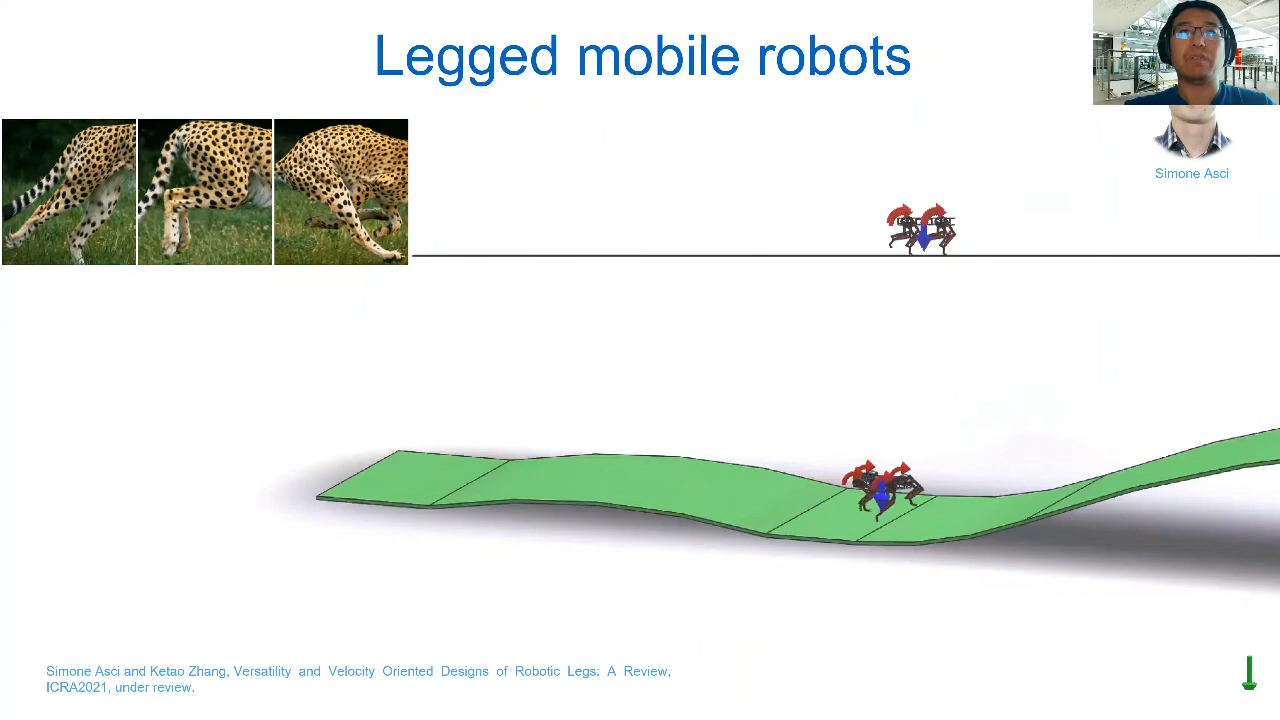 Legged mobile robots
Simone Asci
Simone Asci and Ketao Zhang, Versatility and Velocity Oriented Designs of Robotic Legs: A Review,
ICRA2021, under review.